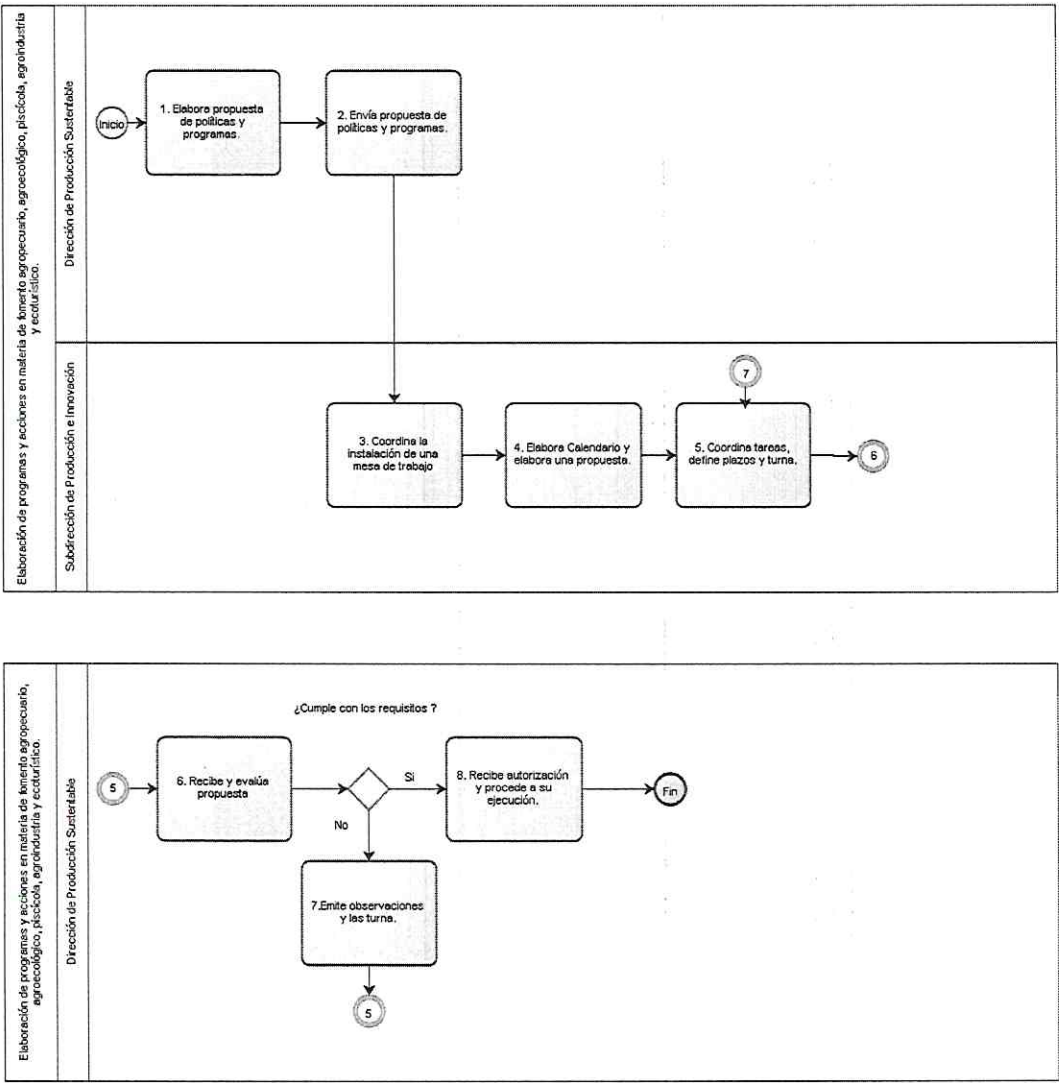 Elaboración de programas y acciones en materia de fomento agropecuario, agroecológico, piscícola, agroindustria
y ecoturístico.
Dirección de Producción Sustentable
Inicio
1. Elabora propuesta
de políticas y
programas.
2. Envía propuesta de
políticas y programas.
Subdirección de Producción e Innovación
3. Coordina la
instalación de una
mesa de trabajo
4. Elabora Calendario y
elabora una propuesta.
7
5. Coordina tareas,
define plazos y turna.
6
Elaboración de programas y acciones en materia de fomento agropecuario,
agroecológico, piscícola, agroindustria y ecoturístico.
Dirección de Producción Sustentable
¿Cumple con los requisitos ?
5
6. Recibe y evalúa
propuesta
Si
8. Recibe autorización
y procede a su
ejecución.
Fin
No
7.Emite observaciones
y las turna.
5